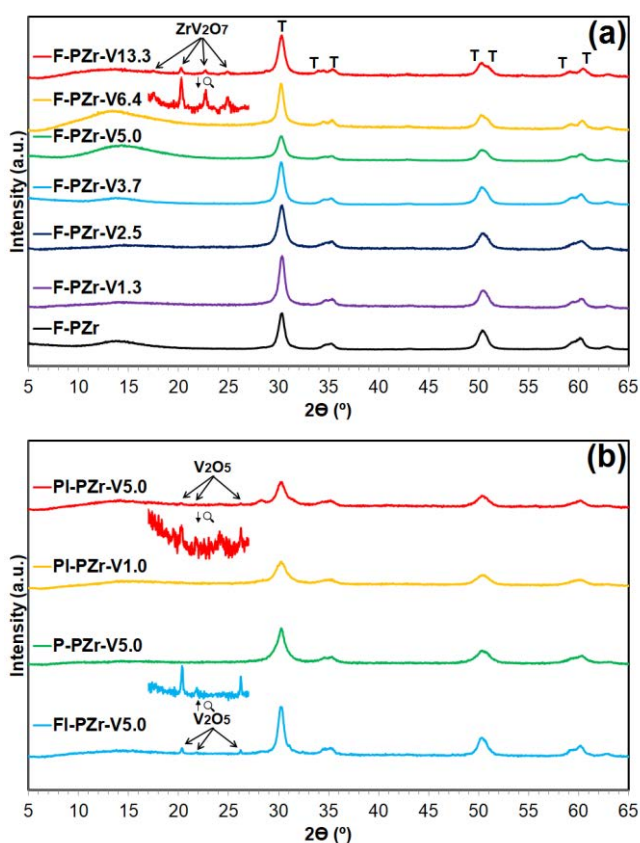 (a)
ZrV2O7
T
T T
T T
T T
F-PZr-V13.3
F-PZr-V6.4
F-PZr-V5.0
F-PZr-V3.7
F-PZr-V2.5
F-PZr-V1.3
F-PZr
Intensity (a.u.)
5 10 15 20 25 30 35 40 45 50 55 60 65
2Ɵ (º)
(b)
V2O5
PI-PZr-V5.0
PI-PZr-V1.0
P-PZr-V5.0
V2O5
FI-PZr-V5.0
Intensity (a.u.)
5 10 15 20 25 30 35 40 45 50 55 60 65
2Ɵ (º)